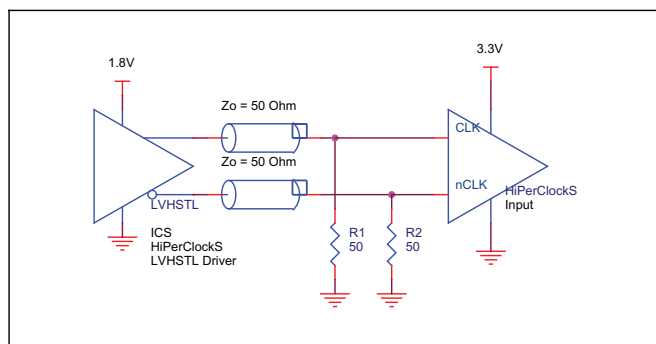 1.8V
3.3V
Zo = 50 Ohm
CLK
Zo = 50 Ohm
nCLK
HiPerClockS
Input
LVHSTL
ICS
HiPerClockS
LVHSTL Driver
R1
50
R2
50